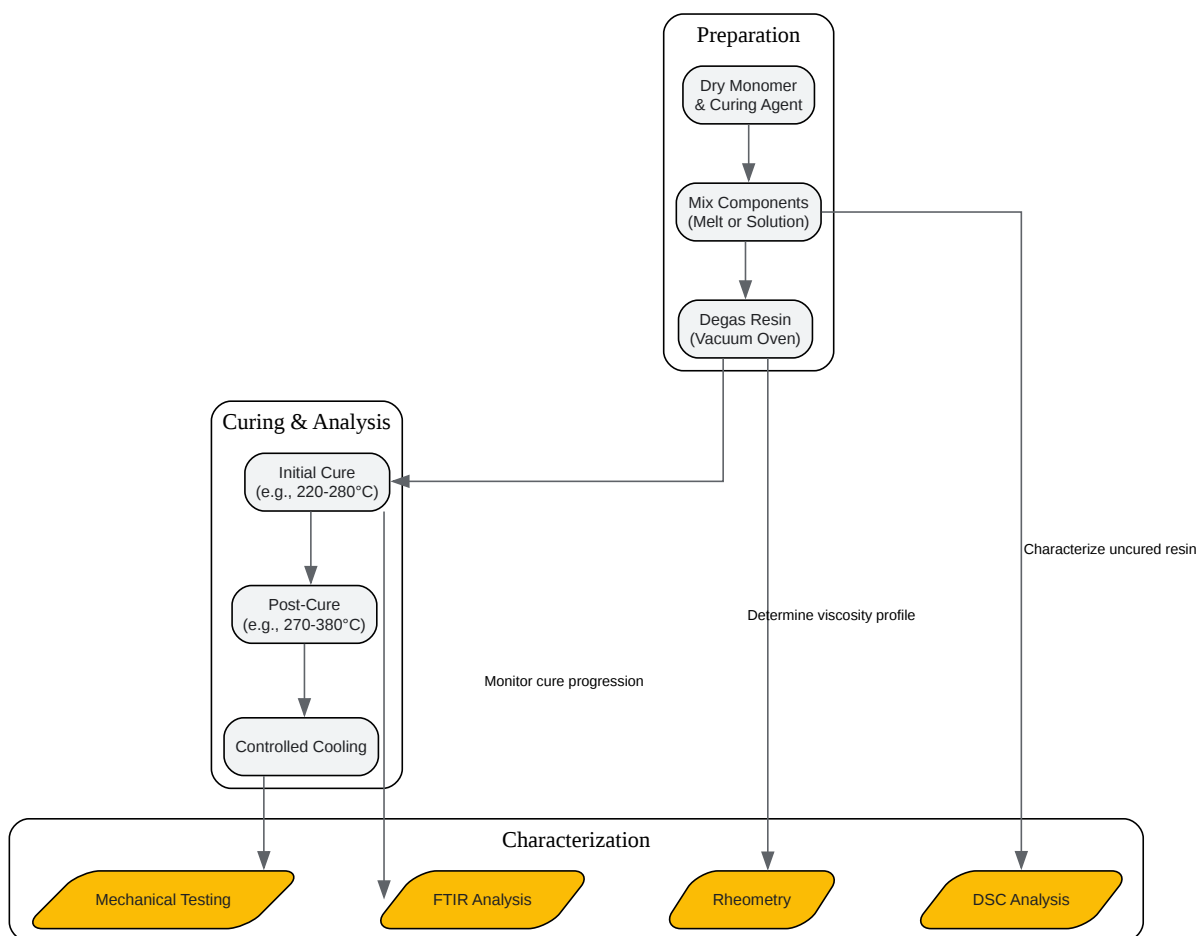 Preparation
Dry Monomer
& Curing Agent
Mix Components
(Melt or Solution)
Degas Resin
(Vacuum Oven)
Curing & Analysis
Initial Cure
(e.g., 220-280°C)
Characterize uncured resin
Post-Cure
(e.g., 270-380°C)
Determine viscosity profile
Monitor cure progression
Controlled Cooling
Characterization
Mechanical Testing
FTIR Analysis
Rheometry
DSC Analysis